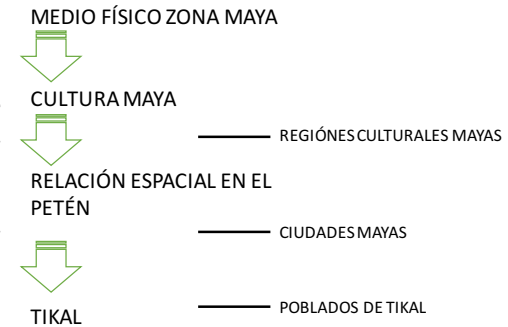 MEDIO FÍSICO ZONA MAYA
CULTURA MAYA
REGIÓNES CULTURALES MAYAS
RELACIÓN ESPACIAL EN EL
PETÉN
CIUDADES MAYAS
POBLADOS DE TIKAL
TIKAL